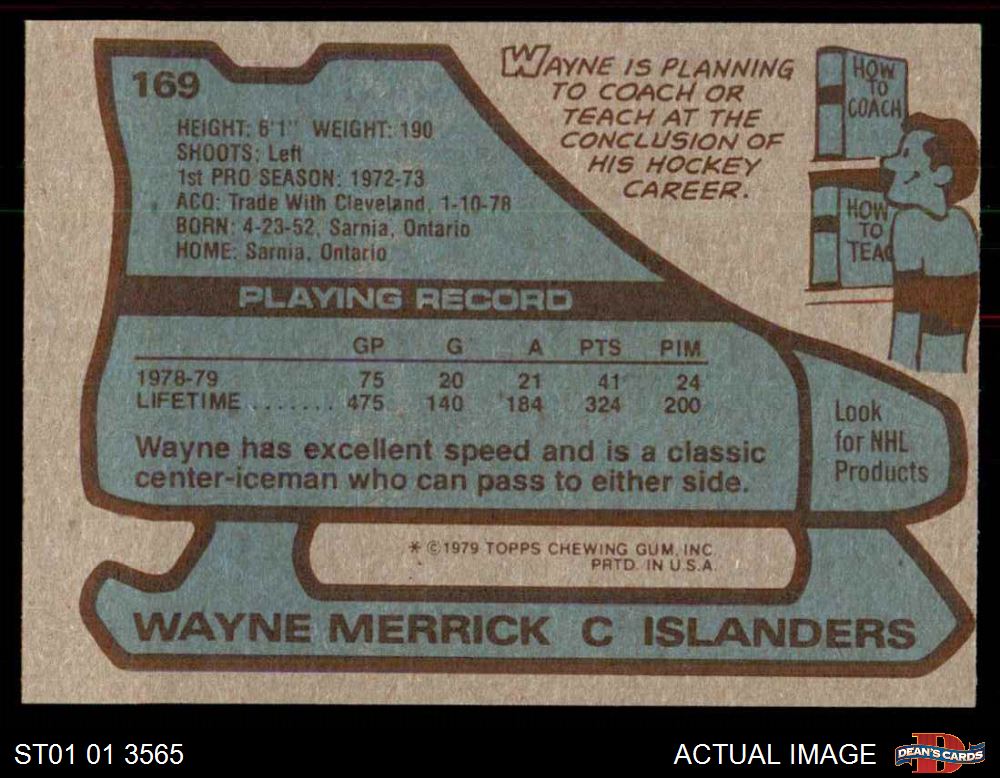 169
HEIGHT: 6'1" WEIGHT: 190
SHOOTS: Left
1st PRO SEASON: 1972-73
ACQ: Trade With Cleveland, 1-10-78
BORN: 4-23-52, Sarnia, Ontario
HOME: Sarnia, Ontario
WAYNE IS PLANNING
TO COACH OR
TEACH AT THE
CONCLUSION OF
HIS HOCKEY
CAREER.
HOW
TO
COACH
HOW
TO
TEAC
PLAYING RECORD
GP G A PTS PIM
1978-79 75 20 21 41 24
LIFETIME ....... 475 140 184 324 200
Wayne has excellent speed and is a classic
center-iceman who can pass to either side.
Look
for NHL
Products
* ©1979 TOPPS CHEWING GUM, INC.
PRTD. IN U.S.A.
WAYNE MERRICK C ISLANDERS
ST01 01 3565
ACTUAL IMAGE
DEAN'S CARDS